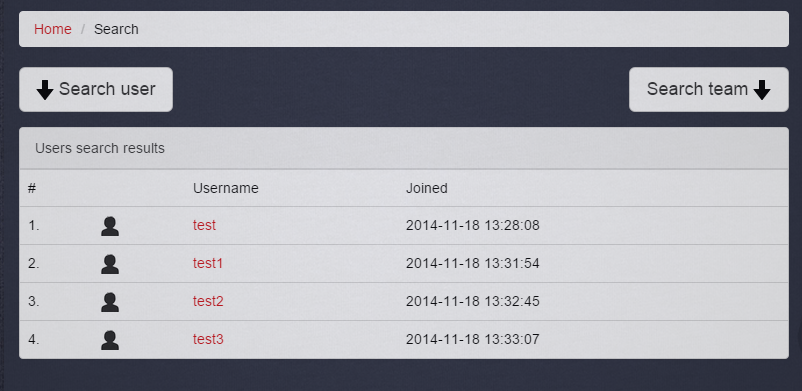 Home / Search
Search user
Search team
Users search results
# Username Joined
1. test 2014-11-18 13:28:08
2. test1 2014-11-18 13:31:54
3. test2 2014-11-18 13:32:45
4. test3 2014-11-18 13:33:07